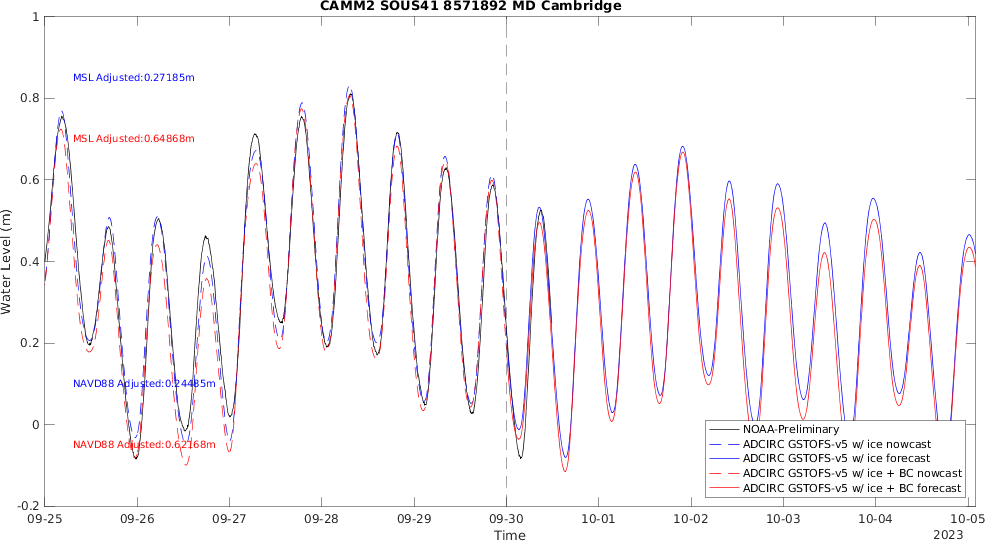 CAMM2 SOUS41 8571892 MD Cambridge
1
0.8
0.6
0.4
0.2
0
-0.2
Water Level (m)
MSL Adjusted:0.27185m
MSL Adjusted:0.64868m
NAVD88 Adjusted:0.24485m
NAVD88 Adjusted:0.62168m
NOAA-Preliminary
ADCIRC GSTOFS-v5 w/ ice nowcast
ADCIRC GSTOFS-v5 w/ ice forecast
ADCIRC GSTOFS-v5 w/ ice + BC nowcast
ADCIRC GSTOFS-v5 w/ ice + BC forecast
09-25 09-26 09-27 09-28 09-29 09-30 10-01 10-02 10-03 10-04 10-05
Time
2023